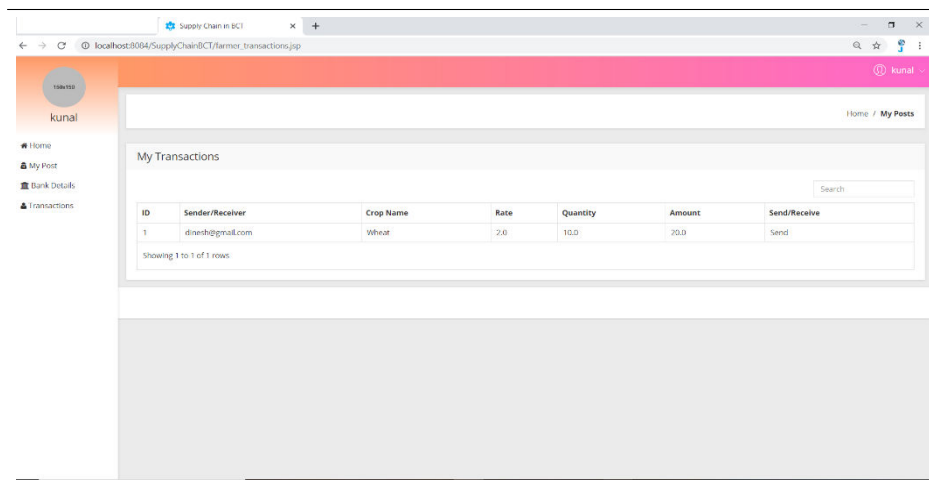 Supply Chain in BCT
localhost:8084/SupplyChainBCT/farmer_transactions.jsp
kunal
150x150
kunal
Home / My Posts
Home
My Post
Bank Details
Transactions
My Transactions
Search
ID Sender/Receiver Crop Name Rate Quantity Amount Send/Receive
1 dinesh@gmail.com Wheat 2.0 10.0 20.0 Send
Showing 1 to 1 of 1 rows